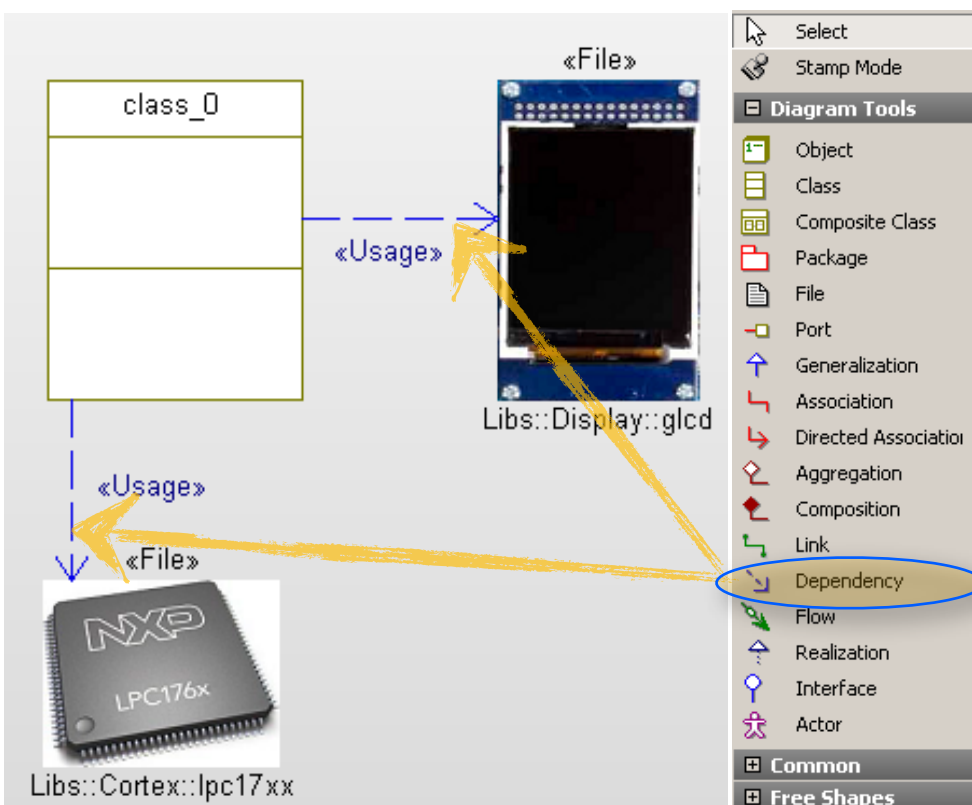 class_0
«File»
«Usage»
Libs::Display::glcd
«Usage»
«File»
NXP
LPC176x
Libs::Cortex::lpc17xx
Select
Stamp Mode
Diagram Tools
Object
Class
Composite Class
Package
File
Port
Generalization
Association
Directed Associatio
Aggregation
Composition
Link
Dependency
Flow
Realization
Interface
Actor
Common
Free Shapes